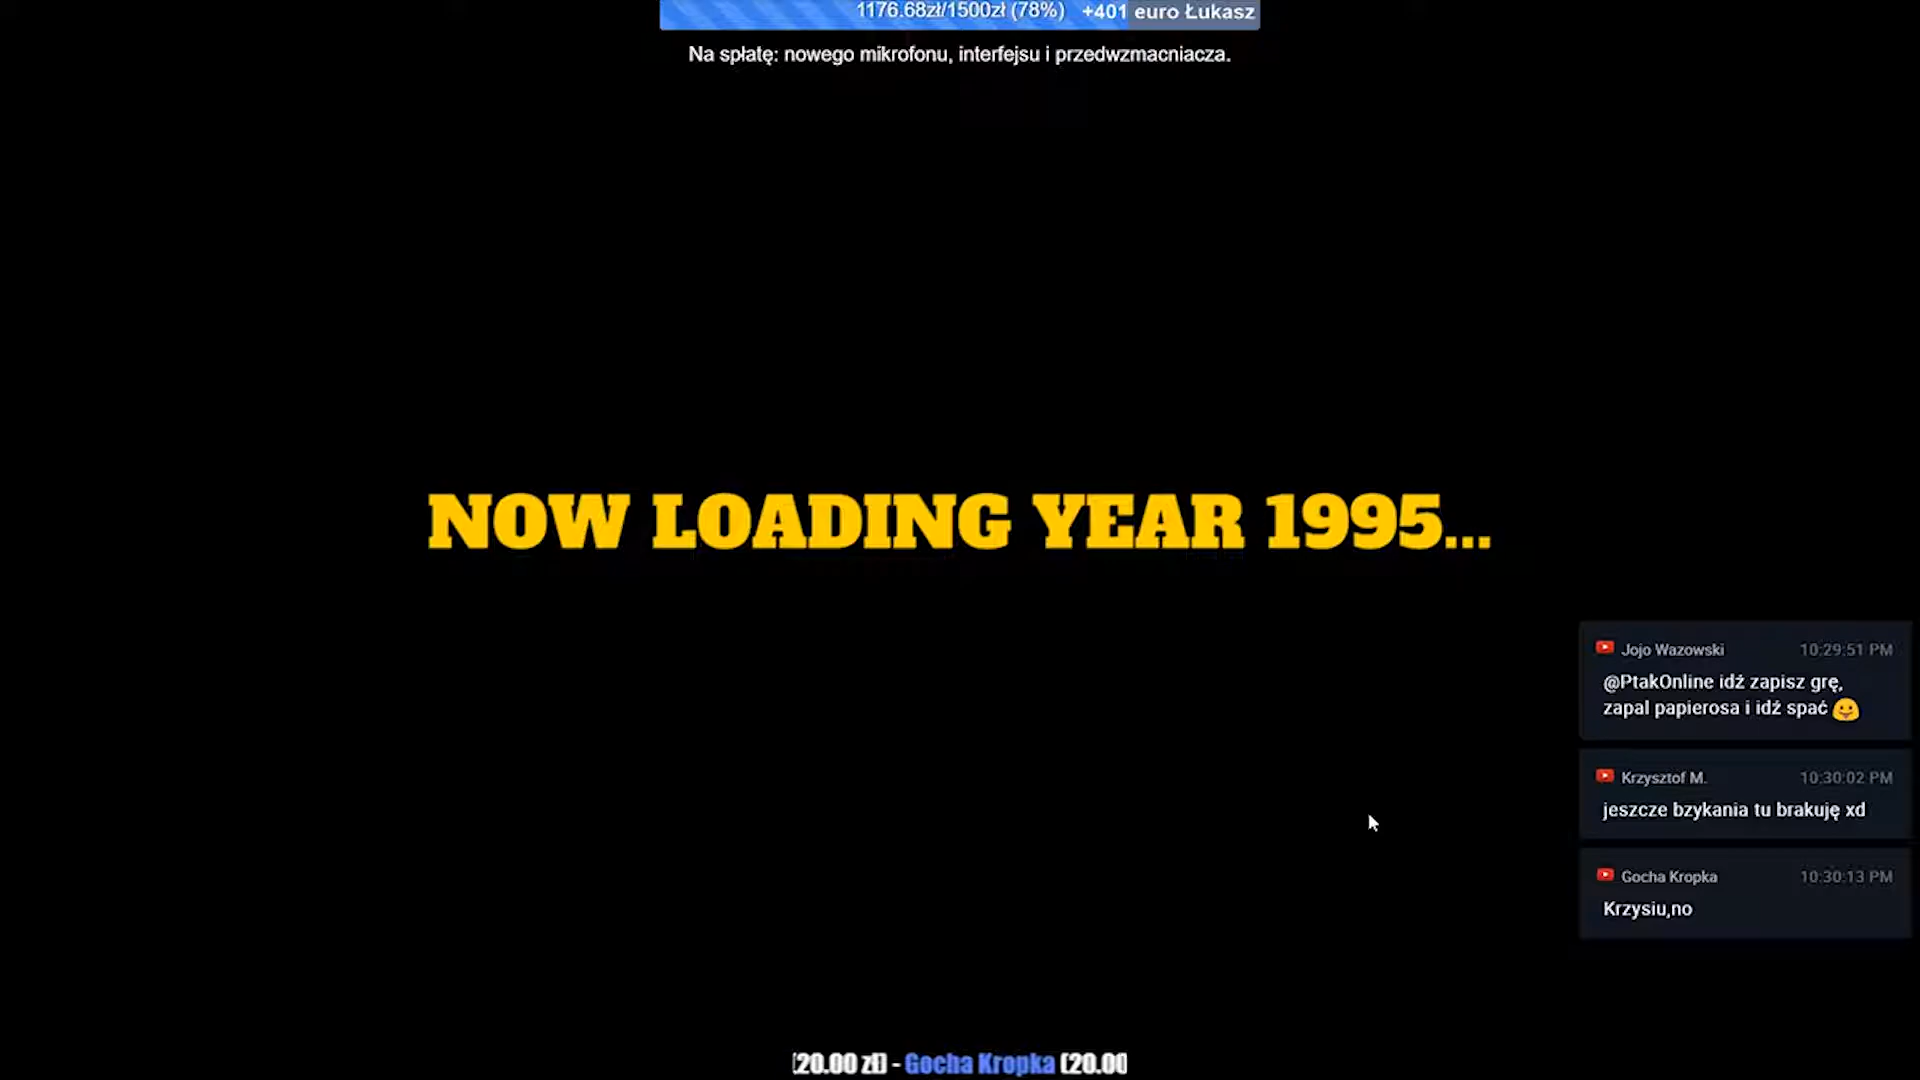 1176.68zł/1500zł (78%) +401 euro Łukasz
Na spłatę: nowego mikrofonu, interfejsu i przedwzmacniacza.
NOW LOADING YEAR 1995...
Jojo Wazowski 10:29:51 PM
@PtakOnline idź zapisz grę,
zapal papierosa i idź spać
Krzysztof M. 10:30:02 PM
jeszcze bzykania tu brakuję xd
Gocha Kropka 10:30:13 PM
Krzysiu,no
(20.00 zł) - Gocha Kropka (20.00